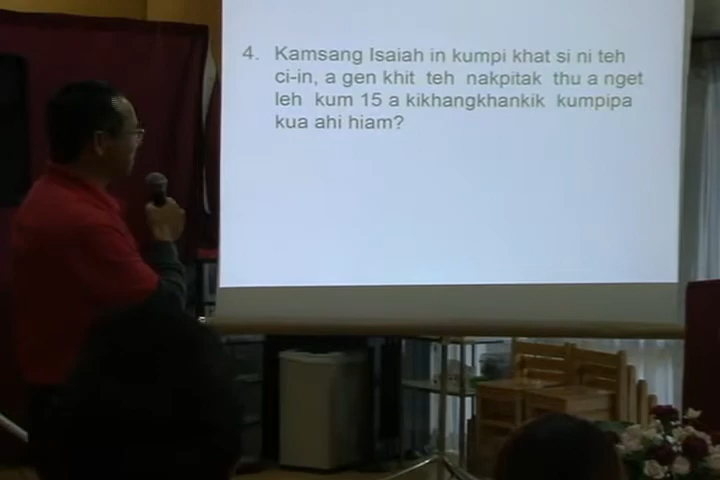 4. Kamsang Isaiah in kumpi khat si ni teh
ci-in, a gen khit teh nakpitak thu a nget
leh kum 15 a kikhangkhankik kumpipa
kua ahi hiam?